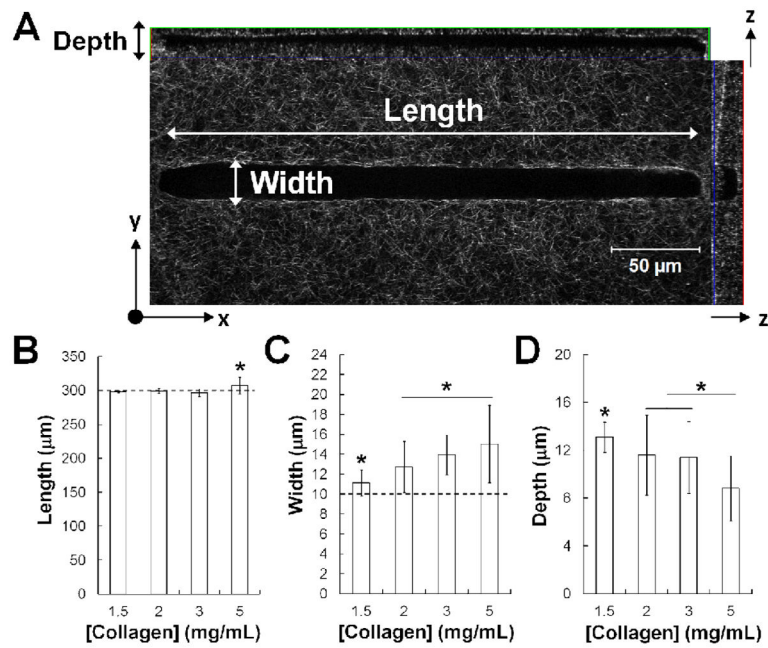 A
Depth
z
Length
Width
50 µm
y
x
z
B
*
Length (µm)
350
300
250
200
150
100
50
0
1.5 2 3 5
[Collagen] (mg/mL)
C
*
*
Width (µm)
24
22
20
18
16
14
12
10
8
6
4
2
0
1.5 2 3 5
[Collagen] (mg/mL)
D
*
*
Depth (µm)
20
16
12
8
4
0
1.5 2 3 5
[Collagen] (mg/mL)